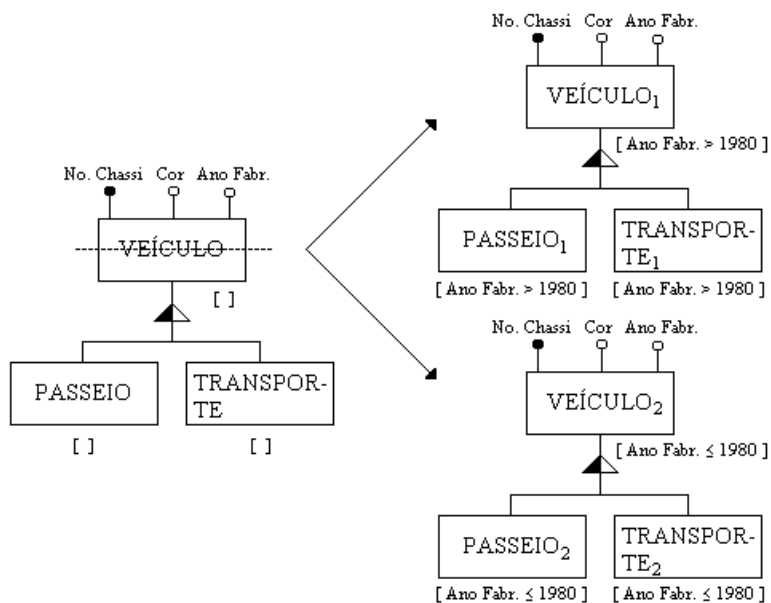 No. Chassi Cor Ano Fabr.
VEÍCULO
[ ]
PASSEIO
[ ]
TRANSPOR-
TE
[ ]
No. Chassi Cor Ano Fabr.
VEÍCULO1
[ Ano Fabr. > 1980 ]
PASSEIO1
[ Ano Fabr. > 1980 ]
TRANSPOR-
TE1
[ Ano Fabr. > 1980 ]
No. Chassi Cor Ano Fabr.
VEÍCULO2
[ Ano Fabr. ≤ 1980 ]
PASSEIO2
[ Ano Fabr. ≤ 1980 ]
TRANSPOR-
TE2
[ Ano Fabr. ≤ 1980 ]